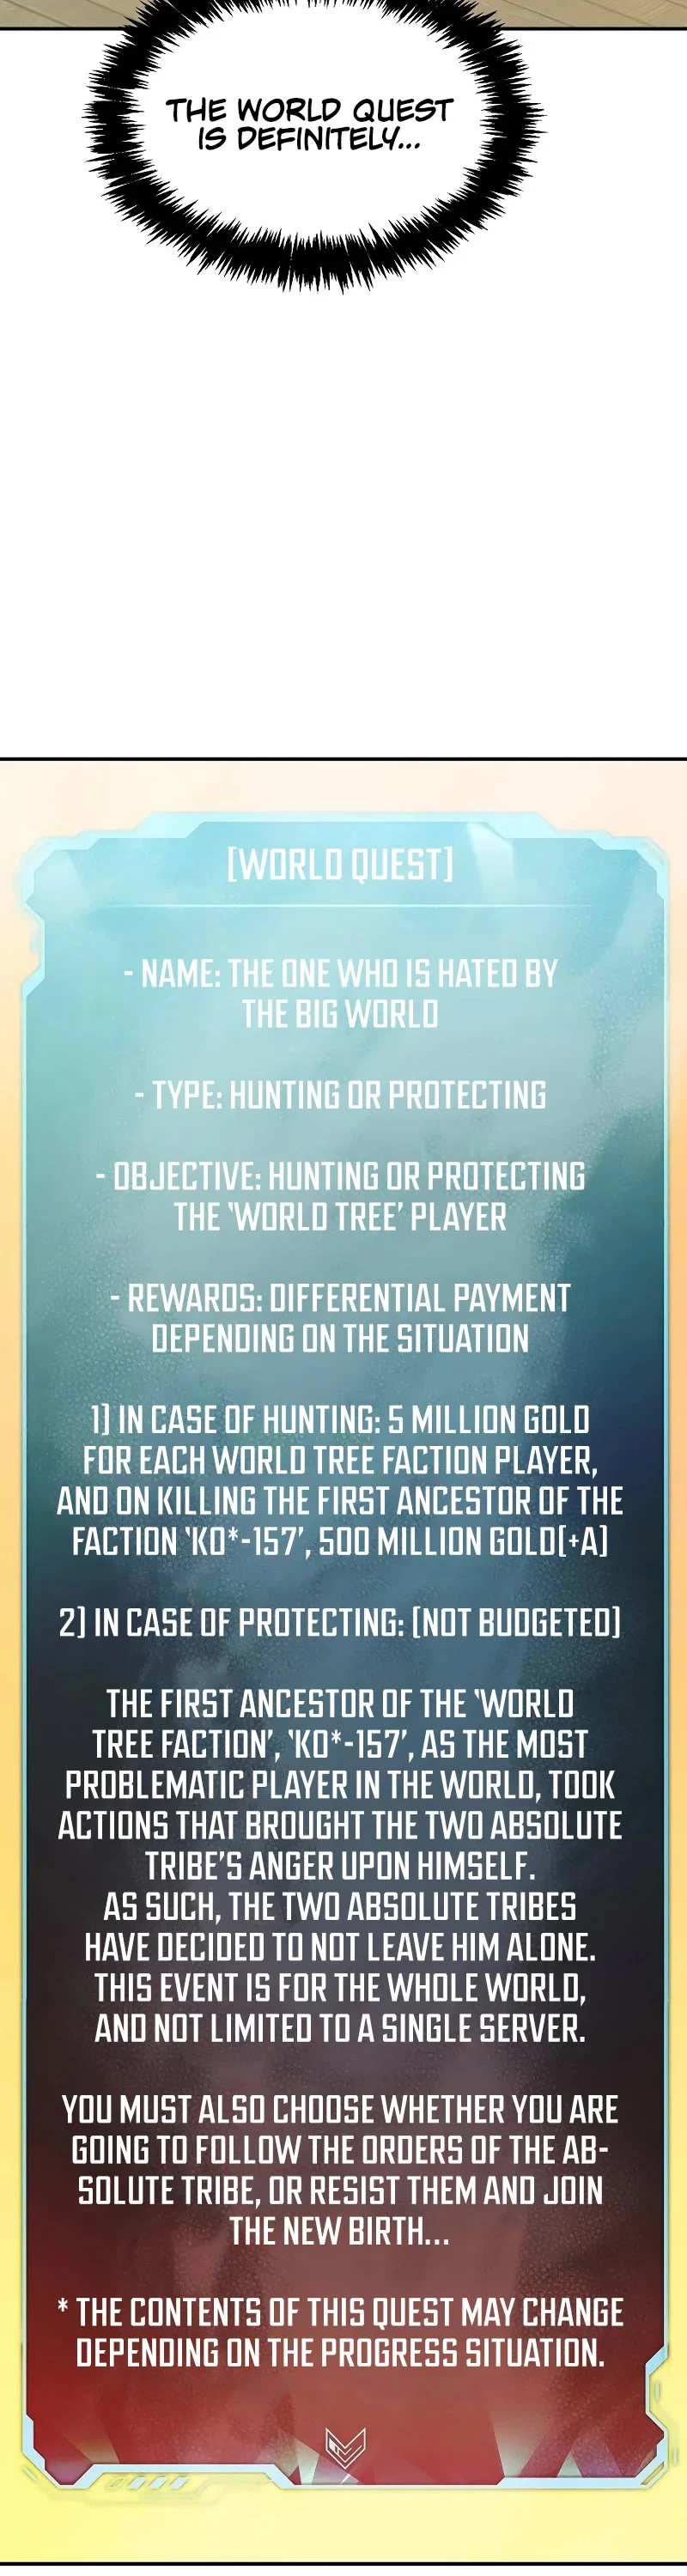 THE WORLD QUEST
IS DEFINITELY...
[WORLD QUEST]
- NAME: THE ONE WHO IS HATED BY
THE BIG WORLD
- TYPE: HUNTING OR PROTECTING
- OBJECTIVE: HUNTING OR PROTECTING
THE 'WORLD TREE' PLAYER
- REWARDS: DIFFERENTIAL PAYMENT
DEPENDING ON THE SITUATION
1) IN CASE OF HUNTING: 5 MILLION GOLD
FOR EACH WORLD TREE FACTION PLAYER,
AND ON KILLING THE FIRST ANCESTOR OF THE
FACTION 'KO*-157', 500 MILLION GOLD[+A]
2) IN CASE OF PROTECTING: [NOT BUDGETED]
THE FIRST ANCESTOR OF THE 'WORLD
TREE FACTION', 'KO*-157', AS THE MOST
PROBLEMATIC PLAYER IN THE WORLD, TOOK
ACTIONS THAT BROUGHT THE TWO ABSOLUTE
TRIBE'S ANGER UPON HIMSELF.
AS SUCH, THE TWO ABSOLUTE TRIBES
HAVE DECIDED TO NOT LEAVE HIM ALONE.
THIS EVENT IS FOR THE WHOLE WORLD,
AND NOT LIMITED TO A SINGLE SERVER.
YOU MUST ALSO CHOOSE WHETHER YOU ARE
GOING TO FOLLOW THE ORDERS OF THE AB-
SOLUTE TRIBE, OR RESIST THEM AND JOIN
THE NEW BIRTH...
* THE CONTENTS OF THIS QUEST MAY CHANGE
DEPENDING ON THE PROGRESS SITUATION.